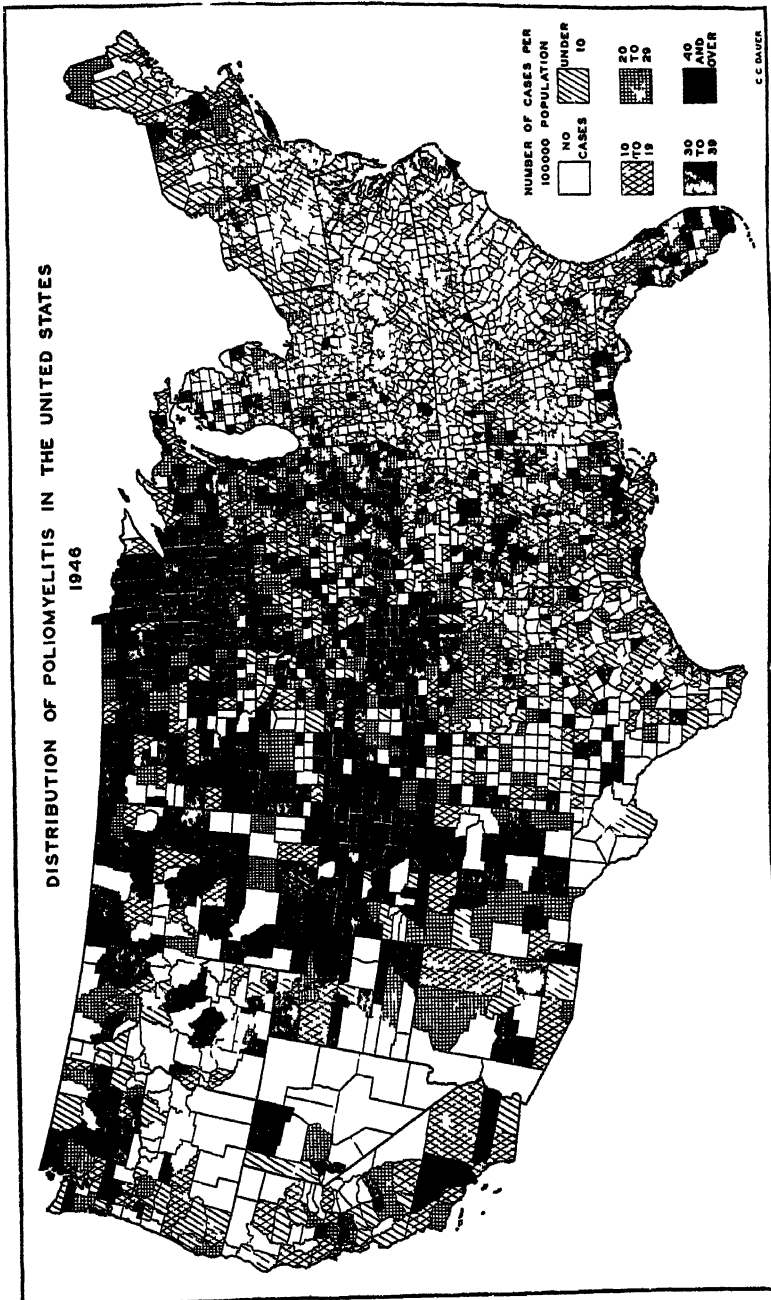 DISTRIBUTION OF POLIOMYELITIS IN THE UNITED STATES
1946
NUMBER OF CASES PER
100000 POPULATION
NO
CASES
UNDER
10
10
TO
19
20
TO
29
30
TO
39
40
AND
OVER
C C DAUER